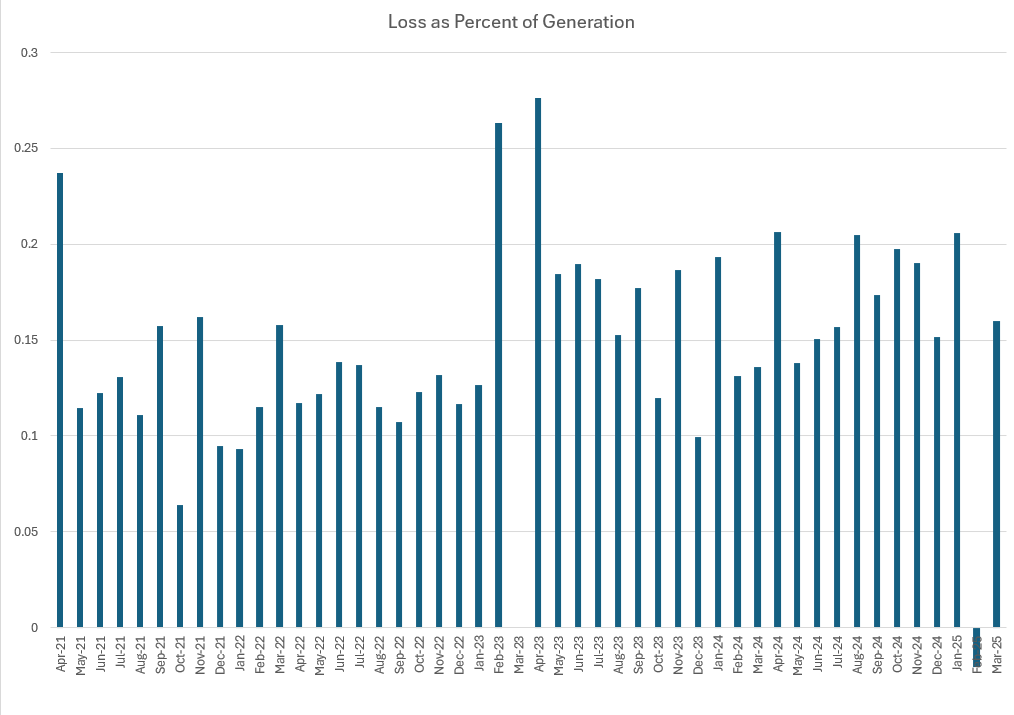 Loss as Percent of Generation
0.3
0.25
0.2
0.15
0.1
0.05
0
Apr-21
May-21
Jun-21
Jul-21
Aug-21
Sep-21
Oct-21
Nov-21
Dec-21
Jan-22
Feb-22
Mar-22
Apr-22
May-22
Jun-22
Jul-22
Aug-22
Sep-22
Oct-22
Nov-22
Dec-22
Jan-23
Feb-23
Mar-23
Apr-23
May-23
Jun-23
Jul-23
Aug-23
Sep-23
Oct-23
Nov-23
Dec-23
Jan-24
Feb-24
Mar-24
Apr-24
May-24
Jun-24
Jul-24
Aug-24
Sep-24
Oct-24
Nov-24
Dec-24
Jan-25
Mar-25